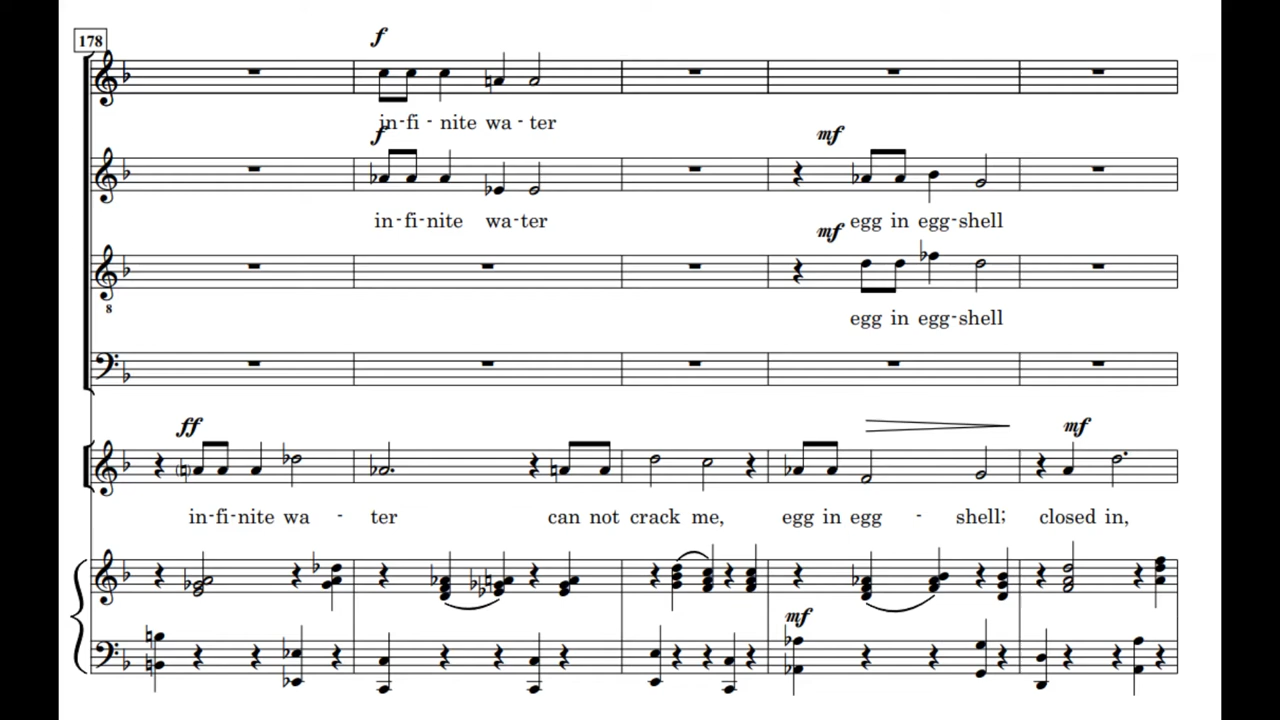 178
f
in-fi - nite wa - ter
f
mf
in-fi-nite wa-ter egg in egg-shell
mf
8
egg in egg-shell
ff mf
in-fi-nite wa - ter can not crack me, egg in egg - shell; closed in,
mf